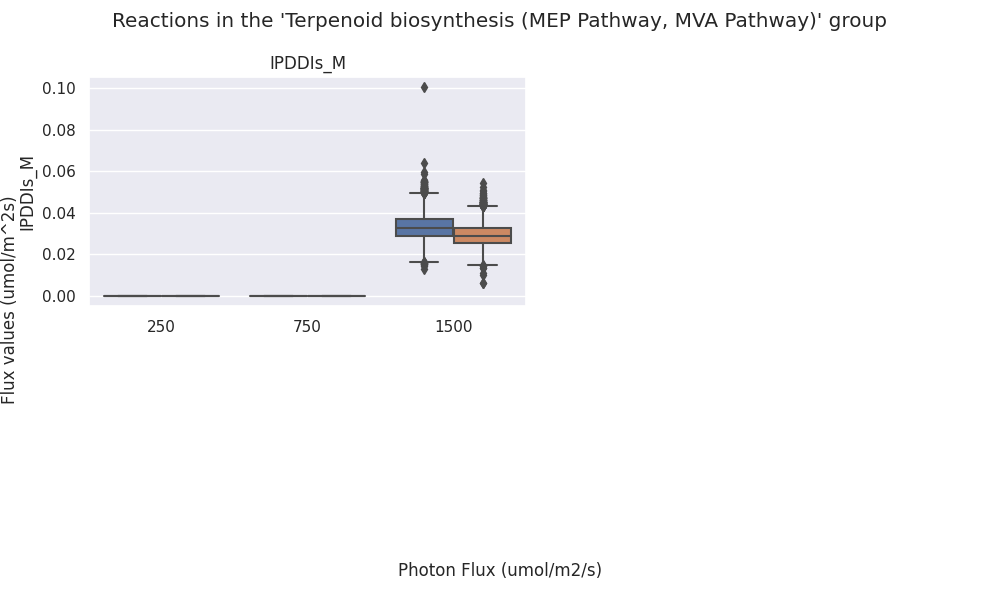 Reactions in the 'Terpenoid biosynthesis (MEP Pathway, MVA Pathway)' group
IPDDIs_M
0.10
0.08
0.06
0.04
0.02
0.00
IPDDIs_M
Flux values (umol/m^2s)
250 750 1500
Photon Flux (umol/m2/s)